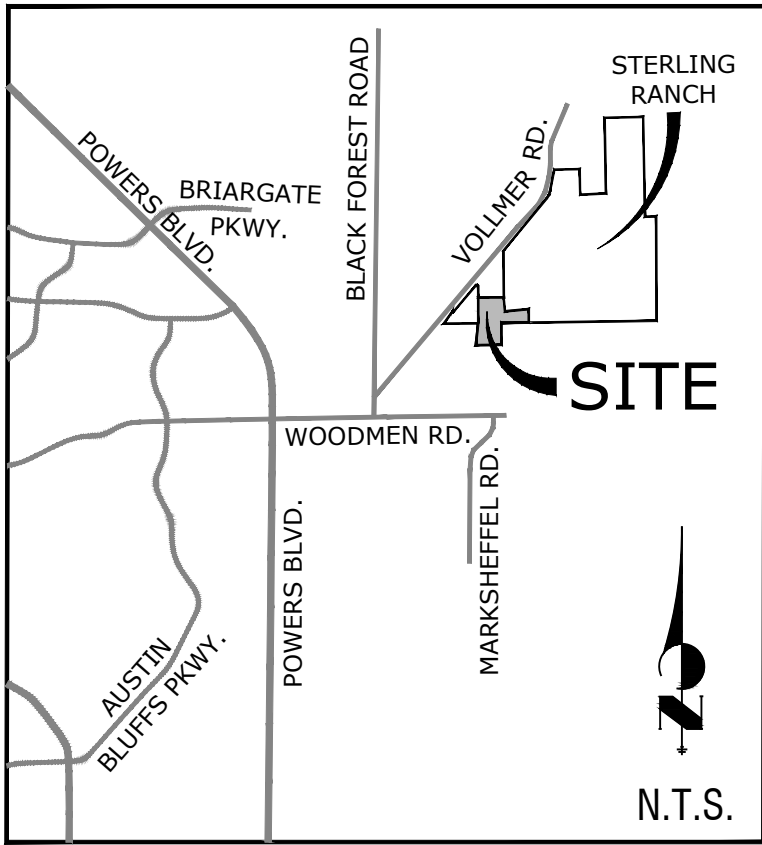 STERLING
RANCH
BLACK FOREST ROAD
VOLLMER RD.
POWERS BLVD.
BRIARGATE
PKWY.
SITE
WOODMEN RD.
MARKSHEFFEL RD.
POWERS BLVD.
AUSTIN
BLUFFS PKWY.
N
N.T.S.